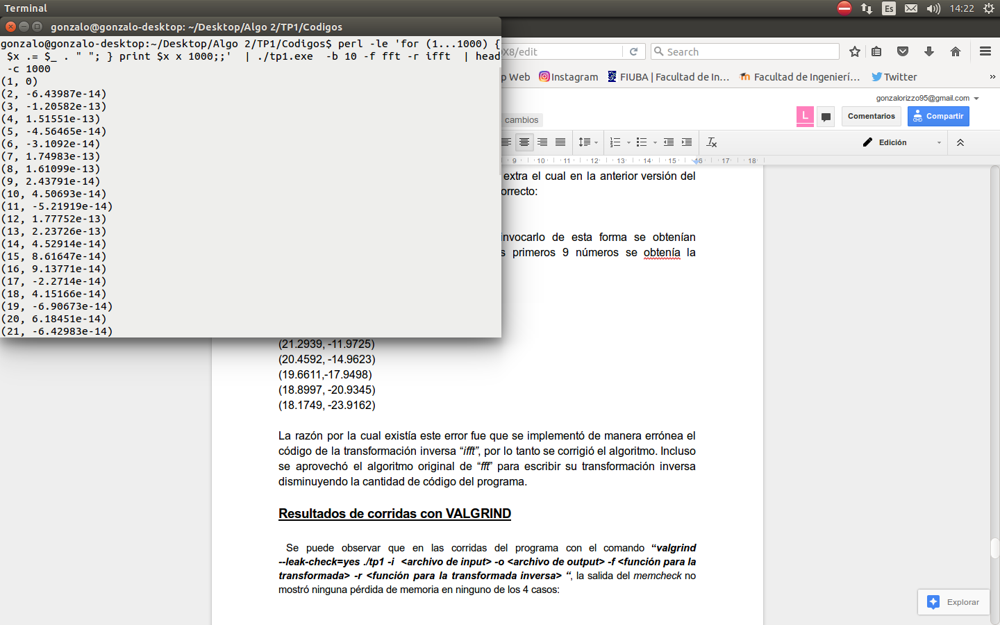 Terminal
Es
14:22
gonzalo@gonzalo-desktop: ~/Desktop/Algo 2/TP1/Codigos
gonzalo@gonzalo-desktop:~/Desktop/Algo 2/TP1/Codigos$ perl -le 'for (1...1000) {
$x .= $_ . " "; } print $x x 1000;;'  | ./tp1.exe  -b 10 -f fft -r ifft  | head
-c 1000
(1, 0)
(2, -6.43987e-14)
(3, -1.20582e-13)
(4, 1.51551e-13)
(5, -4.56465e-14)
(6, -3.1092e-14)
(7, 1.74983e-13)
(8, 1.61099e-13)
(9, 2.43791e-14)
(10, 4.50693e-14)
(11, -5.21919e-14)
(12, 1.77752e-13)
(13, 2.23726e-13)
(14, 4.52914e-14)
(15, 8.61647e-14)
(16, 9.13771e-14)
(17, -2.2714e-14)
(18, 4.15166e-14)
(19, -6.90673e-14)
(20, 6.18451e-14)
(21, -6.42983e-14)
X8/edit
Search
p Web
Instagram
FIUBA | Facultad de In...
Facultad de Ingenierí...
Twitter
»
gonzalorizzo95@gmail.com
cambios
L
Comentarios
Compartir
Edición
9 10 11 12 13 14 15 16 17 18
extra el cual en la anterior versión del
orrecto:
invocarlo de esta forma se obtenían
s primeros 9 números se obtenía la
(21.2939, -11.9725)
(20.4592, -14.9623)
(19.6611,-17.9498)
(18.8997, -20.9345)
(18.1749, -23.9162)
La razón por la cual existía este error fue que se implementó de manera errónea el
código de la transformación inversa “ifft”, por lo tanto se corrigió el algoritmo. Incluso
se aprovechó el algoritmo original de “fft” para escribir su transformación inversa
disminuyendo la cantidad de código del programa.
Resultados de corridas con VALGRIND
Se puede observar que en las corridas del programa con el comando “valgrind
--leak-check=yes ./tp1 -i  <archivo de input> -o <archivo de output> -f <función para la
transformada> -r <función para la transformada inversa> “, la salida del memcheck no
mostró ninguna pérdida de memoria en ninguno de los 4 casos:
Explorar